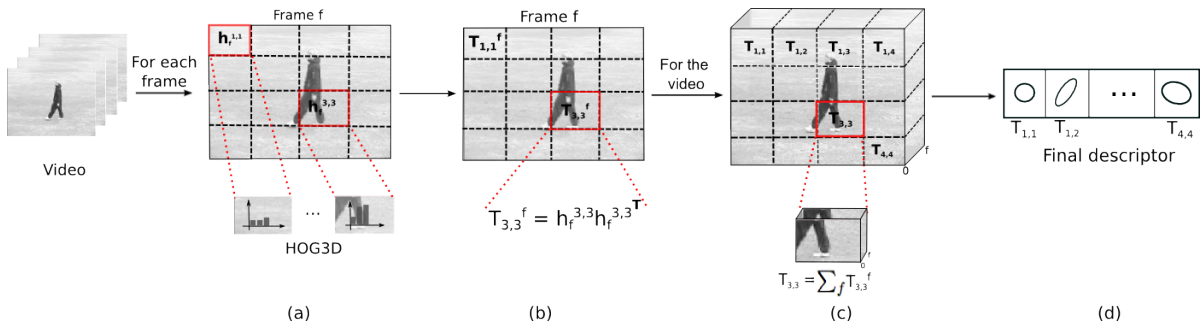 Video
For each
frame
Frame f
h_f^{1,1}
h_f^{3,3}
...
HOG3D
(a)
Frame f
T_{1,1}^f
T_{3,3}^f
T_{3,3}^f = h_f^{3,3}h_f^{3,3 T}
(b)
For the
video
T_{1,1} T_{1,2} T_{1,3} T_{1,4}
T_{3,3}
T_{4,4}
f
0
f
0
T_{3,3} = ∑_f T_{3,3}^f
(c)
...
T_{1,1} T_{1,2} T_{4,4}
Final descriptor
(d)